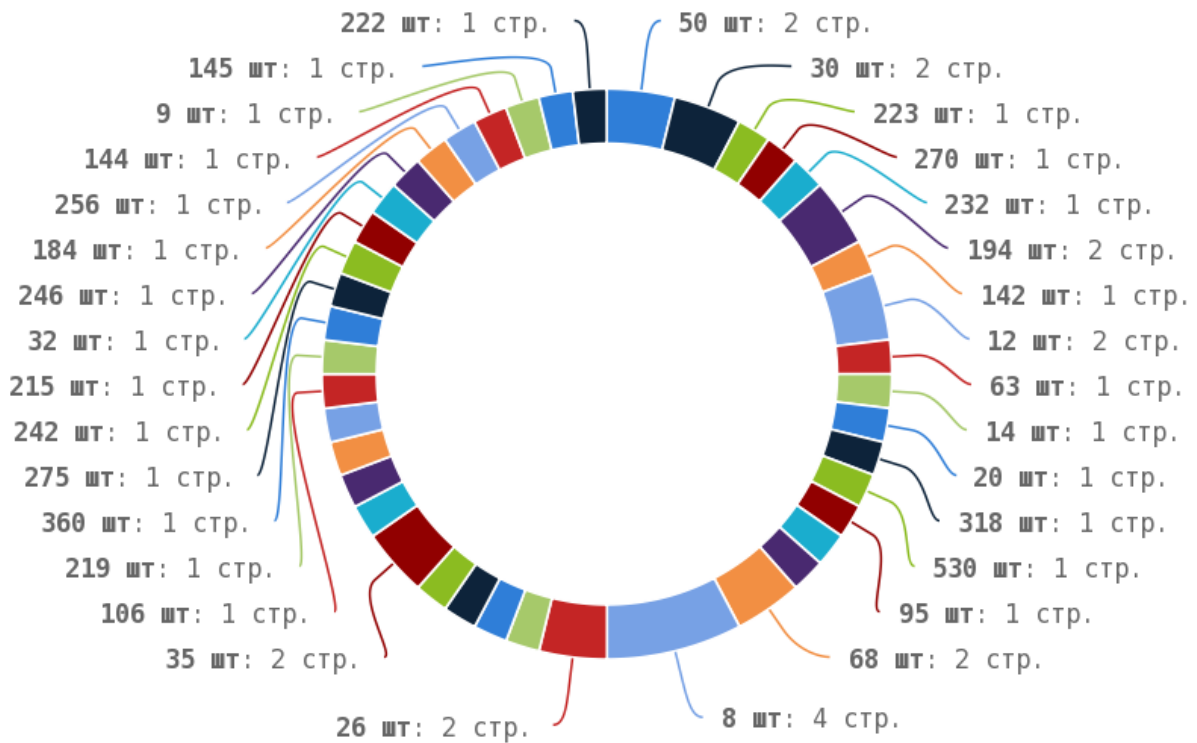 222 шт: 1 стр.
50 шт: 2 стр.
145 шт: 1 стр.
30 шт: 2 стр.
9 шт: 1 стр.
223 шт: 1 стр.
144 шт: 1 стр.
270 шт: 1 стр.
256 шт: 1 стр.
232 шт: 1 стр.
184 шт: 1 стр.
194 шт: 2 стр.
246 шт: 1 стр.
142 шт: 1 стр.
32 шт: 1 стр.
12 шт: 2 стр.
215 шт: 1 стр.
63 шт: 1 стр.
242 шт: 1 стр.
14 шт: 1 стр.
275 шт: 1 стр.
20 шт: 1 стр.
360 шт: 1 стр.
318 шт: 1 стр.
219 шт: 1 стр.
530 шт: 1 стр.
106 шт: 1 стр.
95 шт: 1 стр.
35 шт: 2 стр.
68 шт: 2 стр.
26 шт: 2 стр.
8 шт: 4 стр.